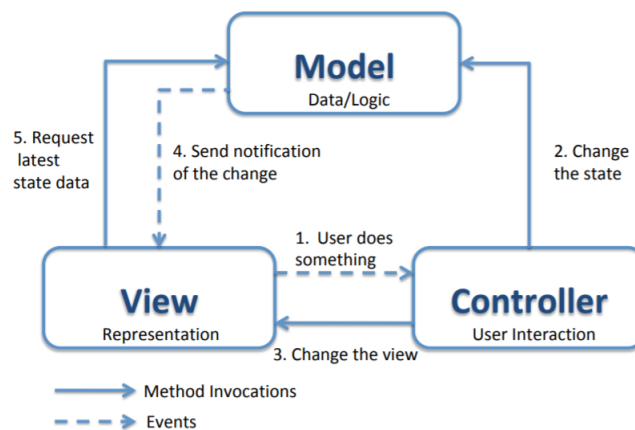 Model
Data/Logic
5. Request
latest
state data
4. Send notification
of the change
2. Change
the state
1. User does
something
View
Representation
Controller
User Interaction
3. Change the view
Method Invocations
Events